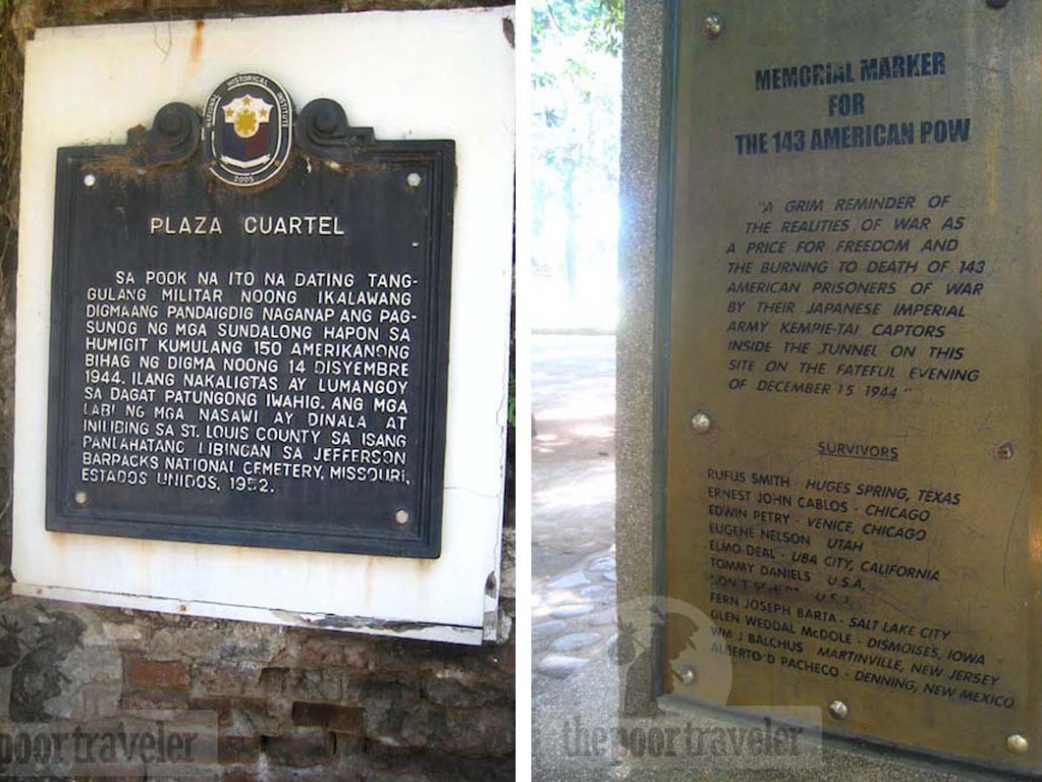 NATIONAL HISTORICAL INSTITUTE
2005
PLAZA CUARTEL
SA POOK NA ITO NA DATING TANG-
GULANG MILITAR NOONG IKALAWANG
DIGMAANG PANDAIGDIG NAGANAP ANG PAG-
SUNOG NG MGA SUNDALONG HAPON SA
HUMIGIT KUMULANG 150 AMERIKANONG
BIHAG NG DIGMA NOONG 14 DISYEMBRE
1944. ILANG NAKALIGTAS AY LUMANGOY
SA DAGAT PATUNGONG IWAHIG. ANG MGA
LABI NG MGA NASAWI AY DINALA AT
INILIBING SA ST. LOUIS COUNTY SA ISANG
PANLAHATANG LIBINGAN SA JEFFERSON
BARPACKS NATIONAL CEMETERY, MISSOURI,
ESTADOS UNIDOS, 1952.
MEMORIAL MARKER
FOR
THE 143 AMERICAN POW
"A GRIM REMINDER OF
THE REALITIES OF WAR AS
A PRICE FOR FREEDOM AND
THE BURNING TO DEATH OF 143
AMERICAN PRISONERS OF WAR
BY THEIR JAPANESE IMPERIAL
ARMY KEMPIE-TAI CAPTORS
INSIDE THE TUNNEL ON THIS
SITE ON THE FATEFUL EVENING
OF DECEMBER 15 1944"
SURVIVORS
RUFUS SMITH - HUGES SPRING, TEXAS
ERNEST JOHN CABLOS - CHICAGO
EDWIN PETRY - VENICE, CHICAGO
EUGENE NELSON UTAH
ELMO DEAL - UBA CITY, CALIFORNIA
TOMMY DANIELS U.S.A.
U.S.A.
FERN JOSEPH BARTA - SALT LAKE CITY
GLEN WEDDAL McDOLE - DISMOISES, IOWA
WM J BALCHUS MARTINVILLE, NEW JERSEY
ALBERTO D PACHECO - DENNING, NEW MEXICO
poortraveler
thepoortraveler